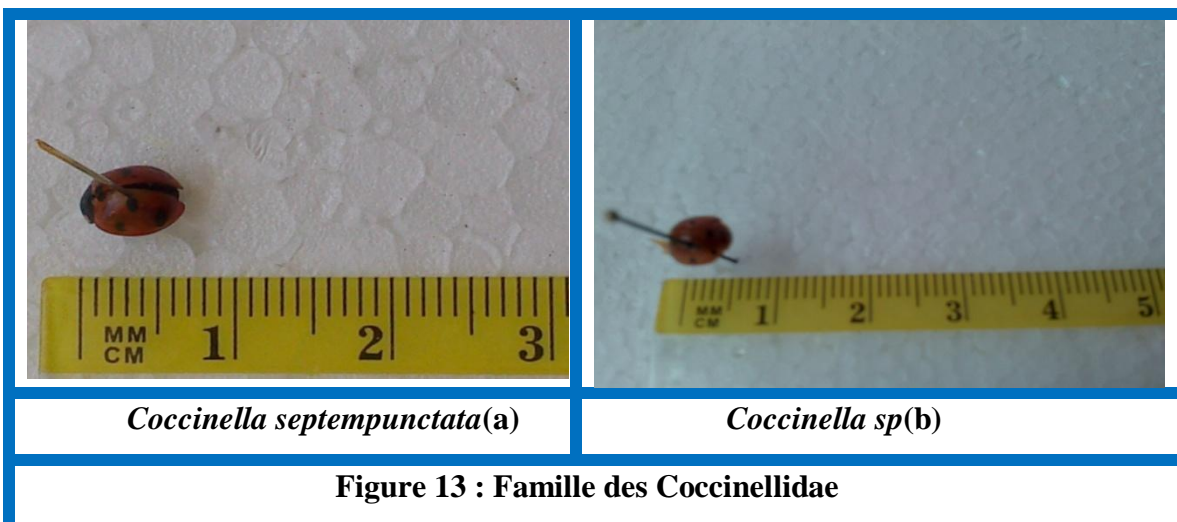 MM 1 2 3
CM
MM 1 2 3 4 5
CM
Coccinella septempunctata(a)
Coccinella sp(b)
Figure 13 : Famille des Coccinellidae